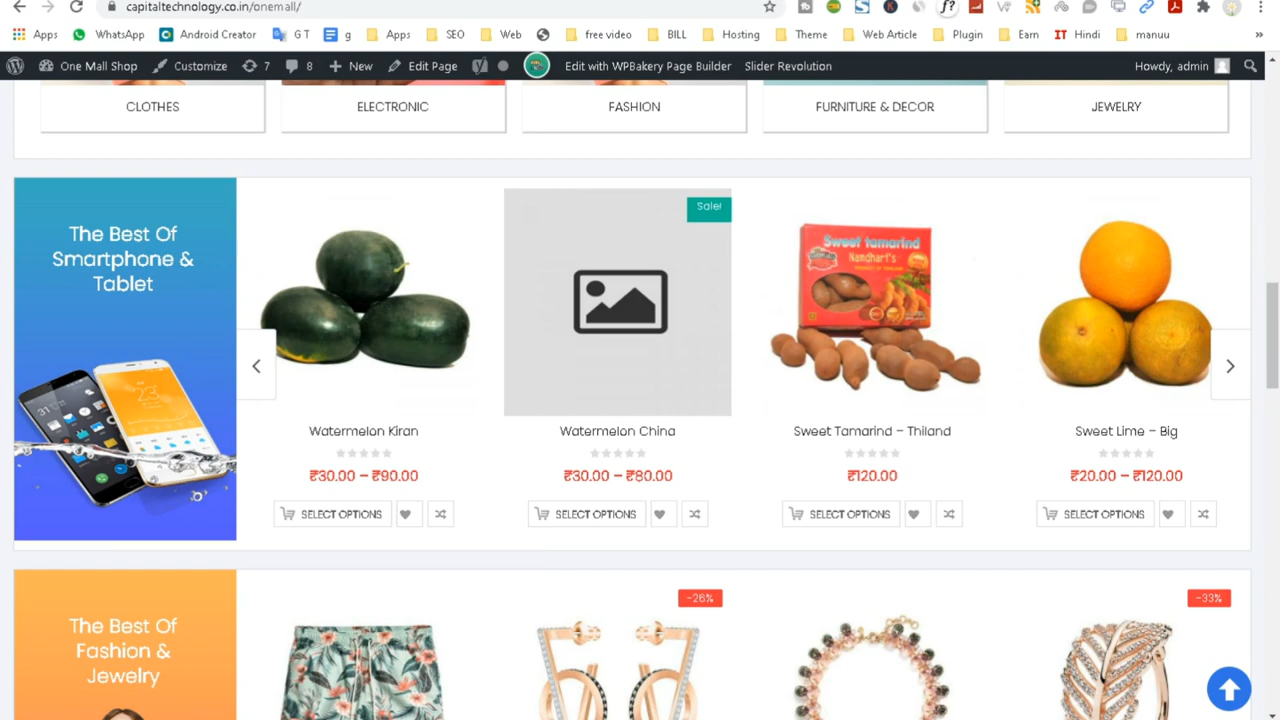 capitaltechnology.co.in/onemall/
Apps WhatsApp Android Creator G T g Apps SEO Web free video BILL Hosting Theme Web Article Plugin Earn IT Hindi manuu »
One Mall Shop Customize 7 8 New Edit Page Edit with WPBakery Page Builder Slider Revolution Howdy, admin
CLOTHES ELECTRONIC FASHION FURNITURE & DECOR JEWELRY
The Best Of
Smartphone &
Tablet
Sale!
Sweet tamarind
Namdhari's
Watermelon Kiran Watermelon China Sweet Tamarind – Thiland Sweet Lime – Big
₹30.00 – ₹90.00 ₹30.00 – ₹80.00 ₹120.00 ₹20.00 – ₹120.00
SELECT OPTIONS SELECT OPTIONS SELECT OPTIONS SELECT OPTIONS
The Best Of
Fashion &
Jewelry
-26% -33%